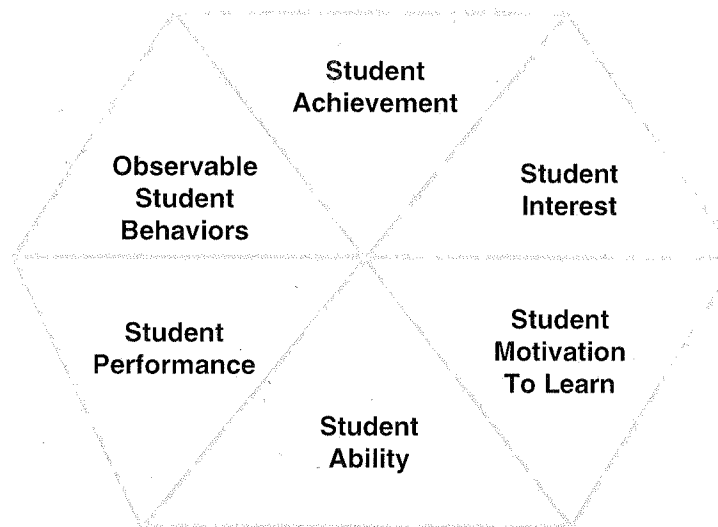 Student
Achievement
Observable
Student
Behaviors
Student
Interest
Student
Performance
Student
Motivation
To Learn
Student
Ability